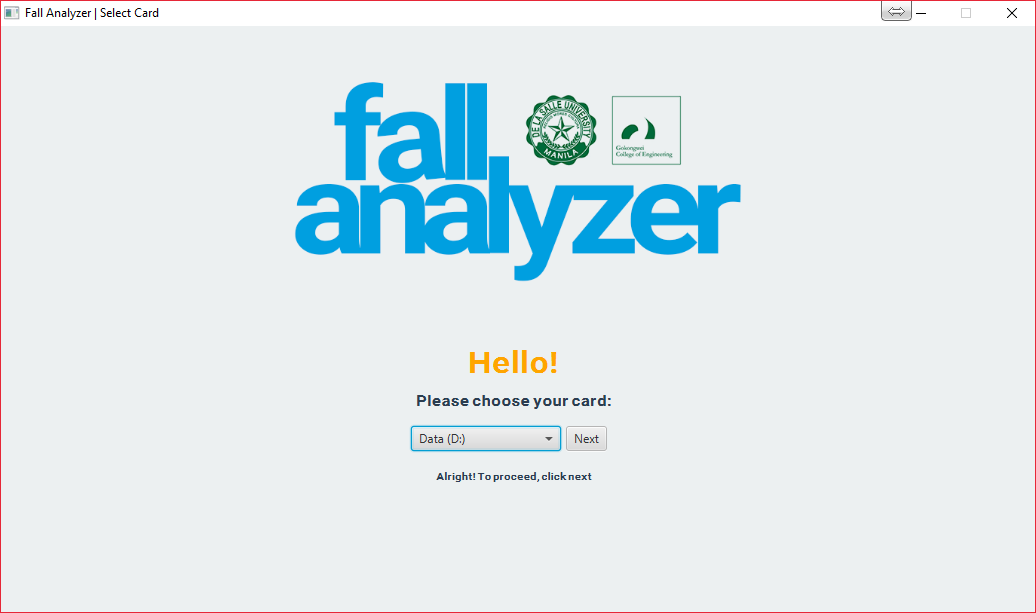 Fall Analyzer | Select Card
fall
analyzer
DE LA SALLE UNIVERSITY
MANILA
Gokongwei
College of Engineering
Hello!
Please choose your card:
Data (D:)
Next
Alright! To proceed, click next